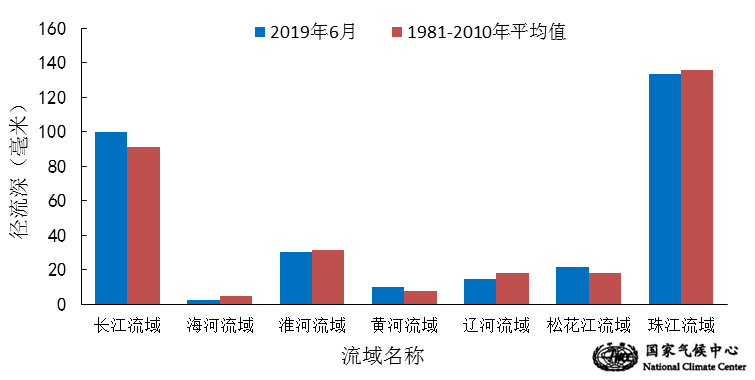 2019年6月
1981-2010年平均值
160
140
120
100
80
60
40
20
0
径流深（毫米）
长江流域
海河流域
淮河流域
黄河流域
辽河流域
松花江流域
珠江流域
流域名称
国家气候中心
National Climate Center